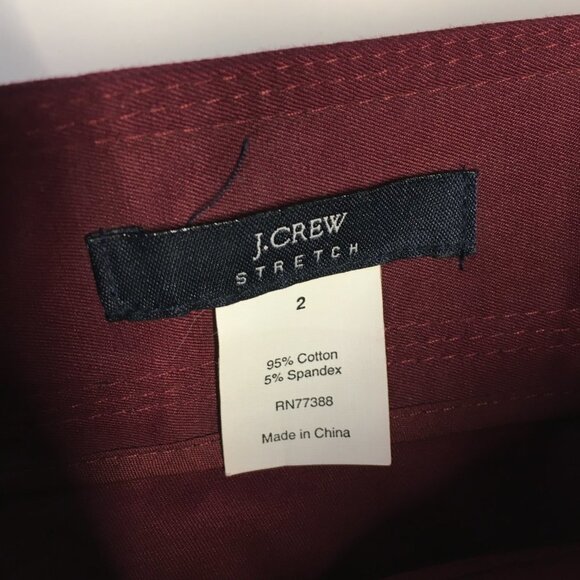 J.CREW
STRETCH
2
95% Cotton
5% Spandex
RN77388
Made in China